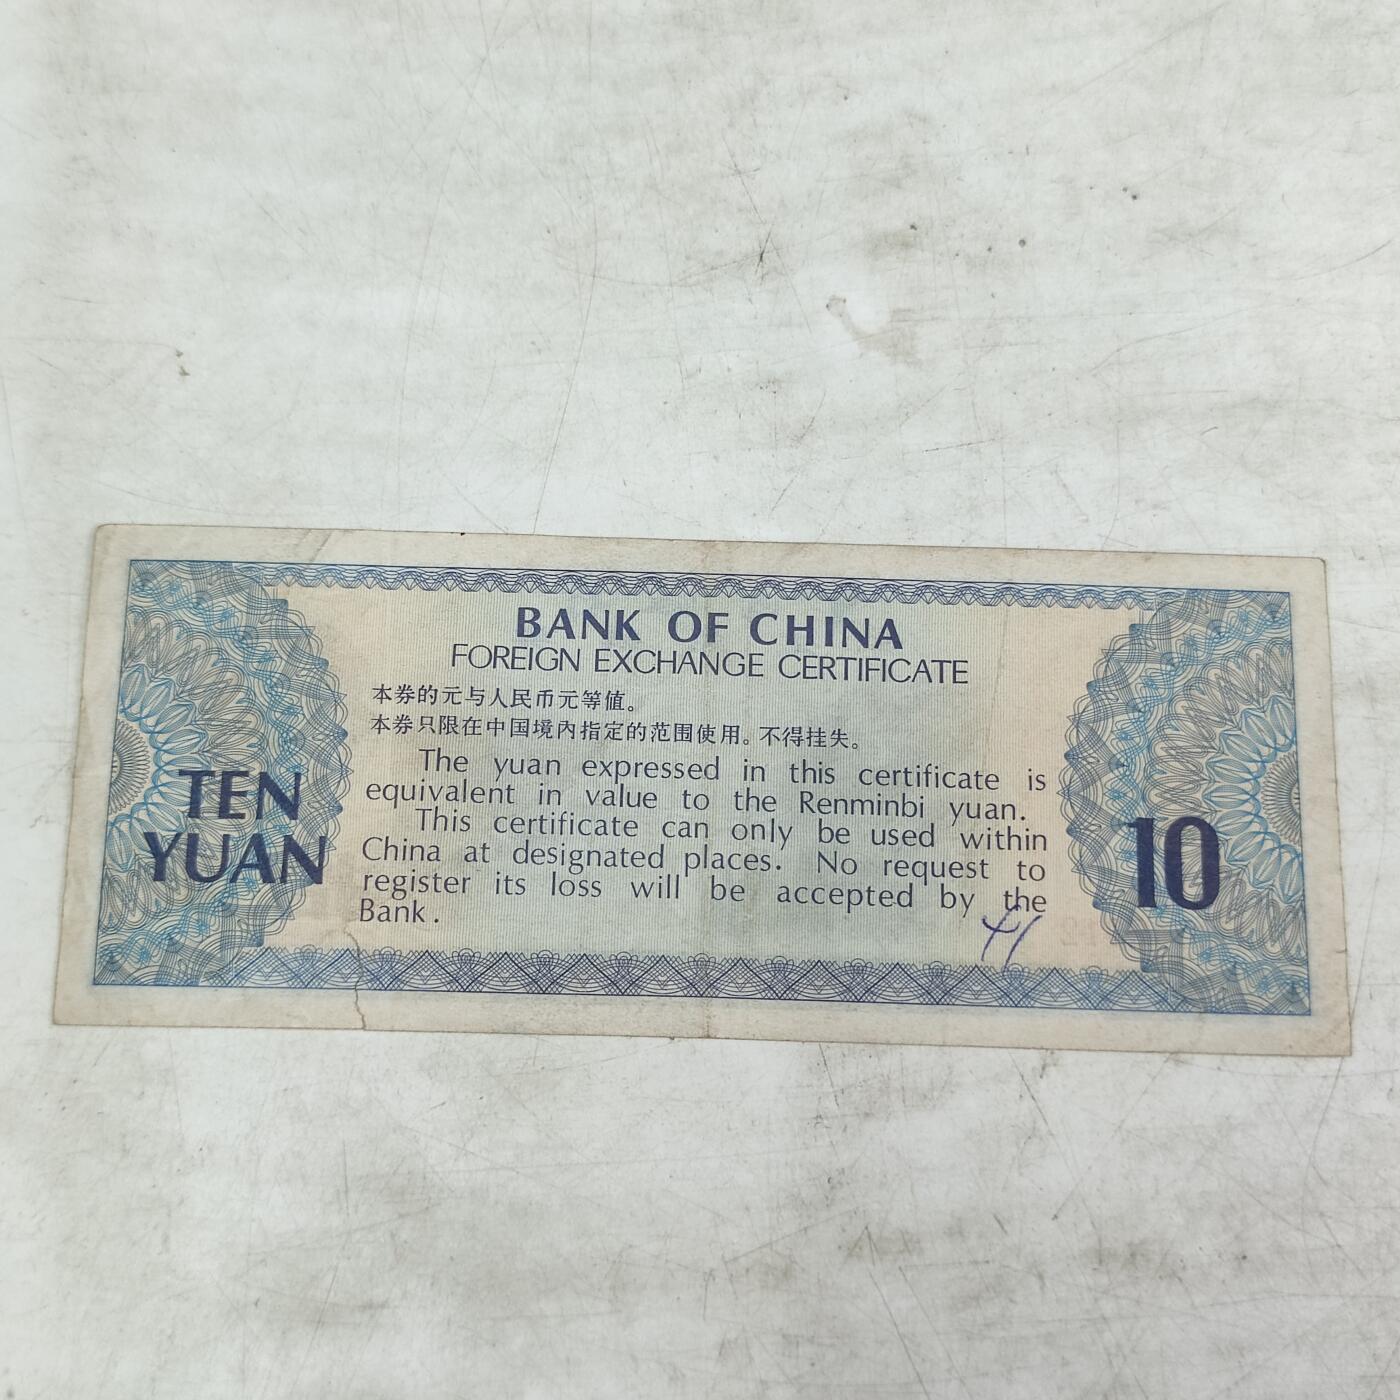 BANK OF CHINA
FOREIGN EXCHANGE CERTIFICATE
本券的元与人民币元等值。
本券只限在中国境内指定的范围使用。不得挂失。
The yuan expressed in this certificate is
equivalent in value to the Renminbi yuan.
This certificate can only be used within
China at designated places. No request to
register its loss will be accepted by the
Bank.
TEN
YUAN
10